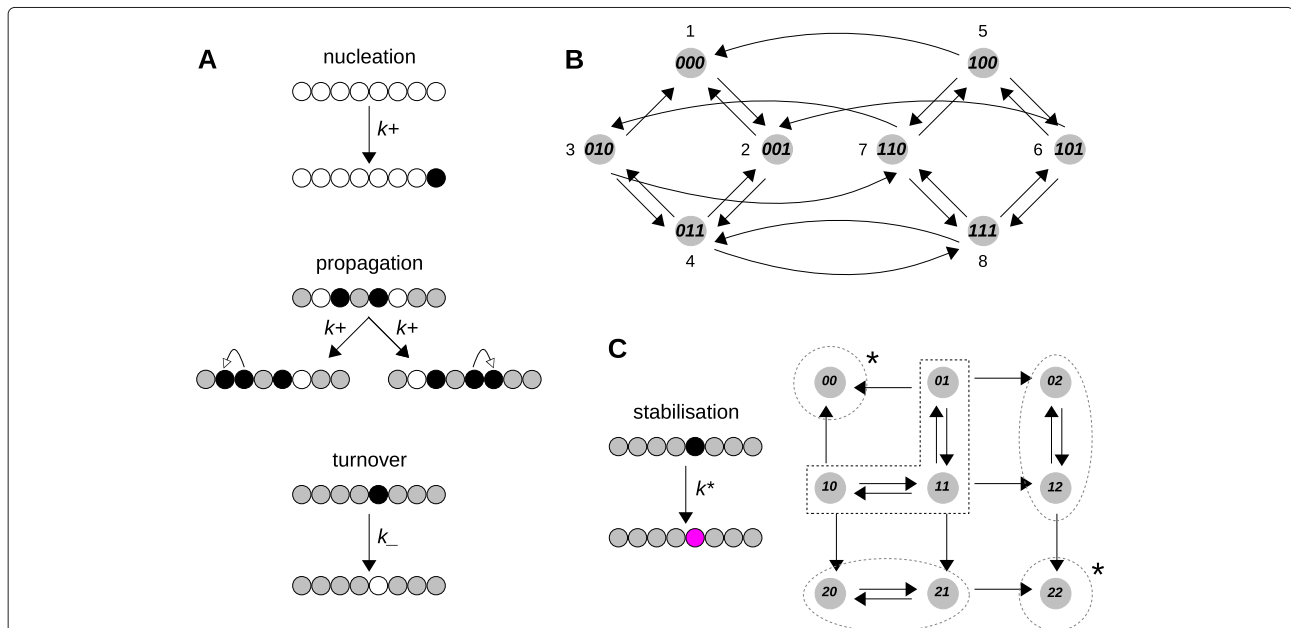 A
nucleation
k+
propagation
k+ k+
turnover
k_
B
1 5
000 100
3 010 2 001 7 110 6 101
011 111
4 8
C
stabilisation
k*
00 * 01 02
10 11 12
20 21 22 *